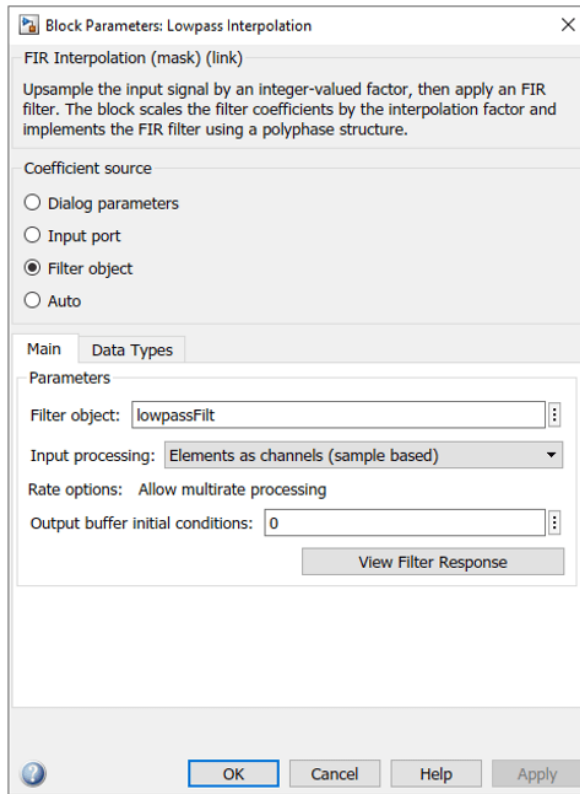 Block Parameters: Lowpass Interpolation
FIR Interpolation (mask) (link)
Upsample the input signal by an integer-valued factor, then apply an FIR
filter. The block scales the filter coefficients by the interpolation factor and
implements the FIR filter using a polyphase structure.
Coefficient source
Dialog parameters
Input port
Filter object
Auto
Main Data Types
Parameters
Filter object: lowpassFilt
Input processing: Elements as channels (sample based)
Rate options: Allow multirate processing
Output buffer initial conditions: 0
View Filter Response
OK Cancel Help Apply